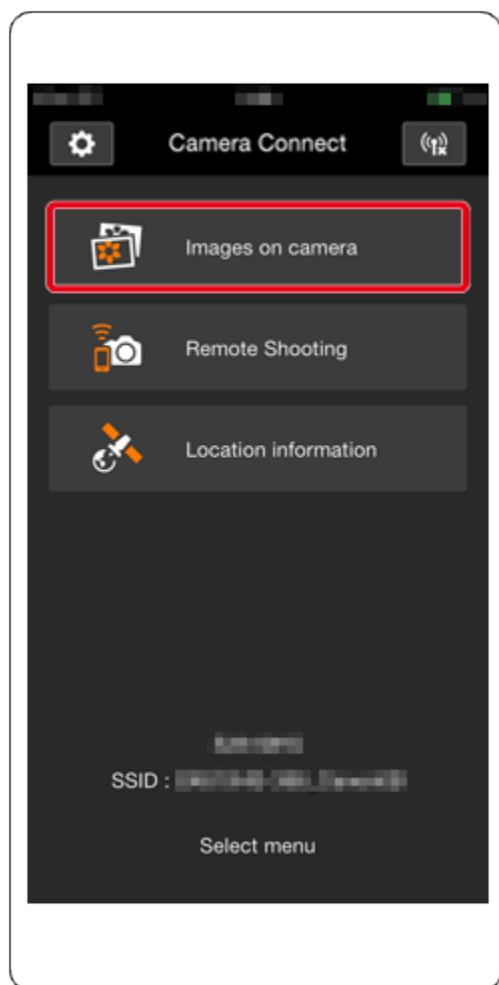 Camera Connect
Images on camera
Remote Shooting
Location information
SSID :
Select menu